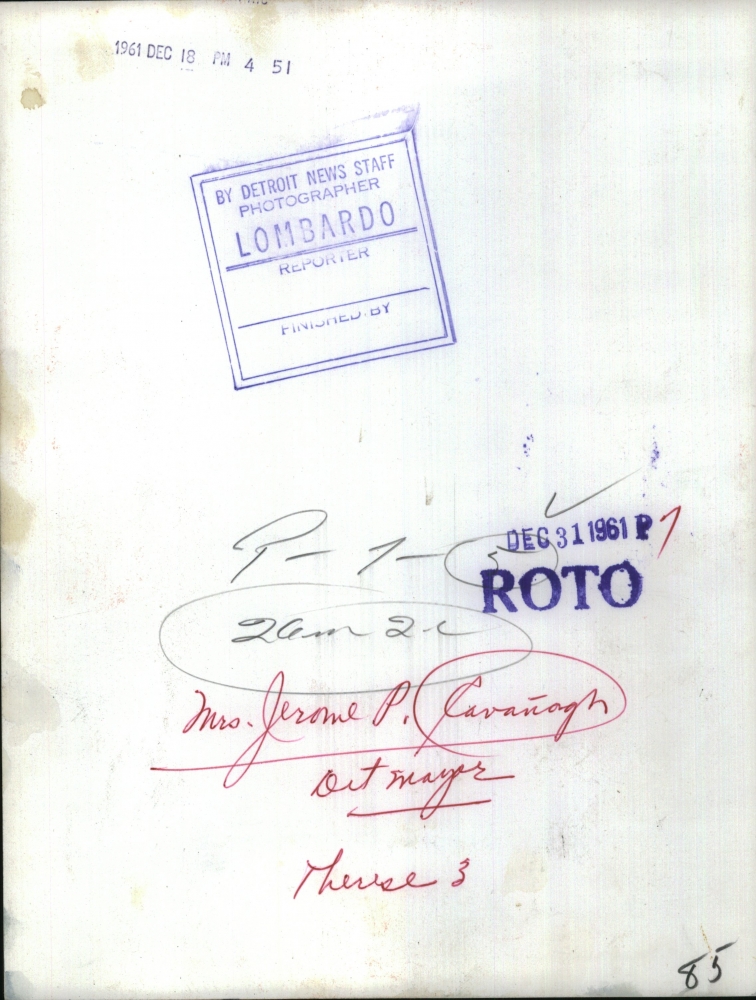 1961 DEC 18 PM 4 51
BY DETROIT NEWS STAFF
PHOTOGRAPHER
LOMBARDO
REPORTER
FINISHED BY
DEC 31 1961 P 7
P-1-
ROTO
Mrs. Jerome P. Cavanagh
Det mayor
Therese 3
85